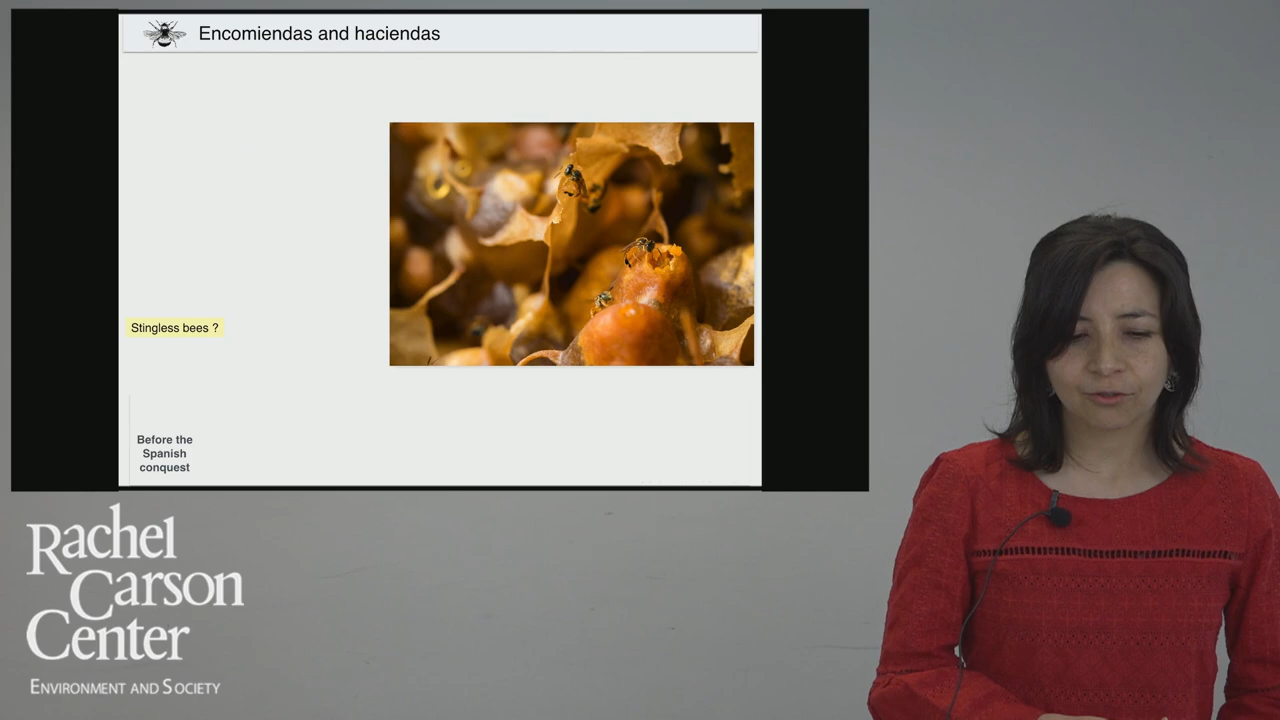 Encomiendas and haciendas
Stingless bees ?
Before the
Spanish
conquest
Rachel
Carson
Center
ENVIRONMENT AND SOCIETY